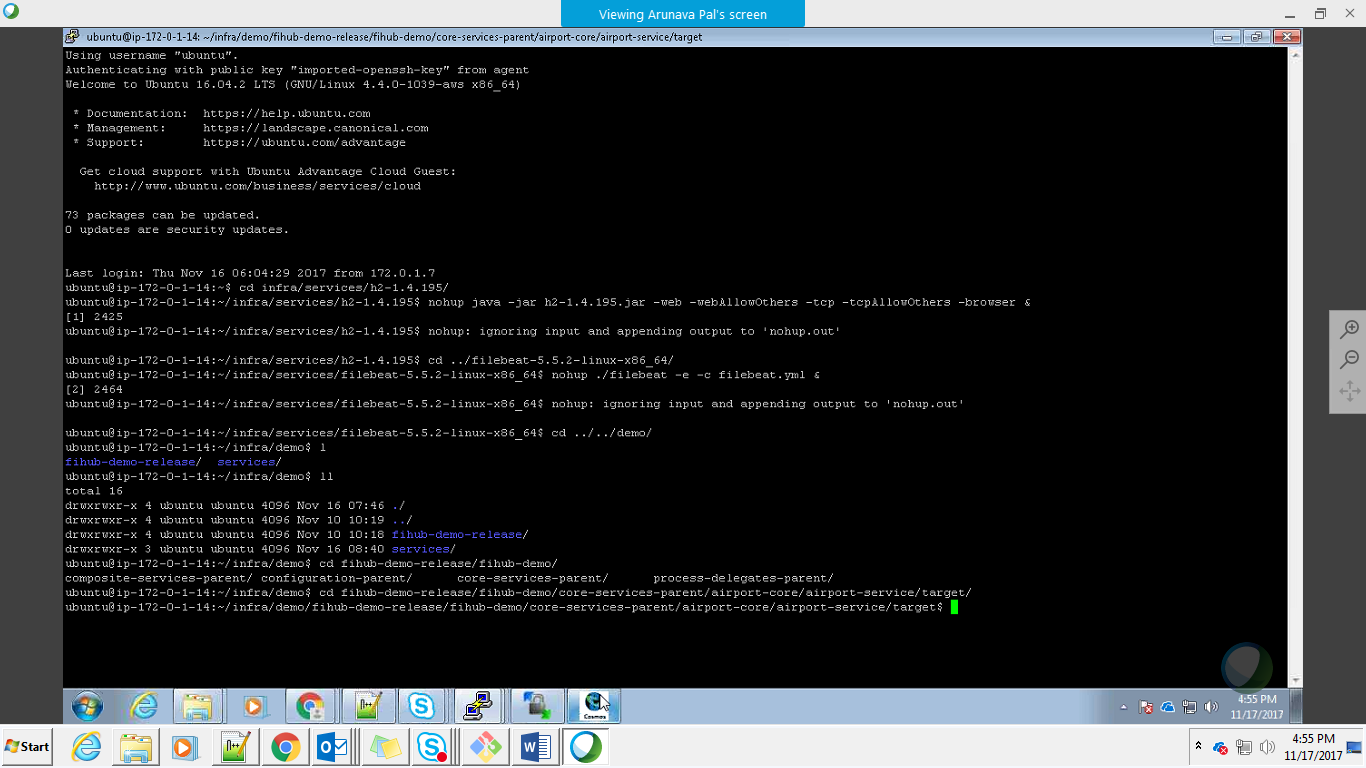 Viewing Arunava Pal's screen
ubuntu@ip-172-0-1-14: ~/infra/demo/fihub-demo-release/fihub-demo/core-services-parent/airport-core/airport-service/target
Using username "ubuntu".
Authenticating with public key "imported-openssh-key" from agent
Welcome to Ubuntu 16.04.2 LTS (GNU/Linux 4.4.0-1039-aws x86_64)
* Documentation:  https://help.ubuntu.com
* Management:     https://landscape.canonical.com
* Support:        https://ubuntu.com/advantage
Get cloud support with Ubuntu Advantage Cloud Guest:
http://www.ubuntu.com/business/services/cloud
73 packages can be updated.
0 updates are security updates.
Last login: Thu Nov 16 06:04:29 2017 from 172.0.1.7
ubuntu@ip-172-0-1-14:~$ cd infra/services/h2-1.4.195/
ubuntu@ip-172-0-1-14:~/infra/services/h2-1.4.195$ nohup java -jar h2-1.4.195.jar -web -webAllowOthers -tcp -tcpAllowOthers -browser &
[1] 2425
ubuntu@ip-172-0-1-14:~/infra/services/h2-1.4.195$ nohup: ignoring input and appending output to 'nohup.out'
ubuntu@ip-172-0-1-14:~/infra/services/h2-1.4.195$ cd ../filebeat-5.5.2-linux-x86_64/
ubuntu@ip-172-0-1-14:~/infra/services/filebeat-5.5.2-linux-x86_64$ nohup ./filebeat -e -c filebeat.yml &
[2] 2464
ubuntu@ip-172-0-1-14:~/infra/services/filebeat-5.5.2-linux-x86_64$ nohup: ignoring input and appending output to 'nohup.out'
ubuntu@ip-172-0-1-14:~/infra/services/filebeat-5.5.2-linux-x86_64$ cd ../../demo/
ubuntu@ip-172-0-1-14:~/infra/demo$ l
fihub-demo-release/  services/
ubuntu@ip-172-0-1-14:~/infra/demo$ ll
total 16
drwxrwxr-x 4 ubuntu ubuntu 4096 Nov 16 07:46 ./
drwxrwxr-x 4 ubuntu ubuntu 4096 Nov 10 10:19 ../
drwxrwxr-x 4 ubuntu ubuntu 4096 Nov 10 10:18 fihub-demo-release/
drwxrwxr-x 3 ubuntu ubuntu 4096 Nov 16 08:40 services/
ubuntu@ip-172-0-1-14:~/infra/demo$ cd fihub-demo-release/fihub-demo/
composite-services-parent/ configuration-parent/      core-services-parent/      process-delegates-parent/
ubuntu@ip-172-0-1-14:~/infra/demo$ cd fihub-demo-release/fihub-demo/core-services-parent/airport-core/airport-service/target/
ubuntu@ip-172-0-1-14:~/infra/demo/fihub-demo-release/fihub-demo/core-services-parent/airport-core/airport-service/target$
Cosmos
4:55 PM
11/17/2017
Start
4:55 PM
11/17/2017